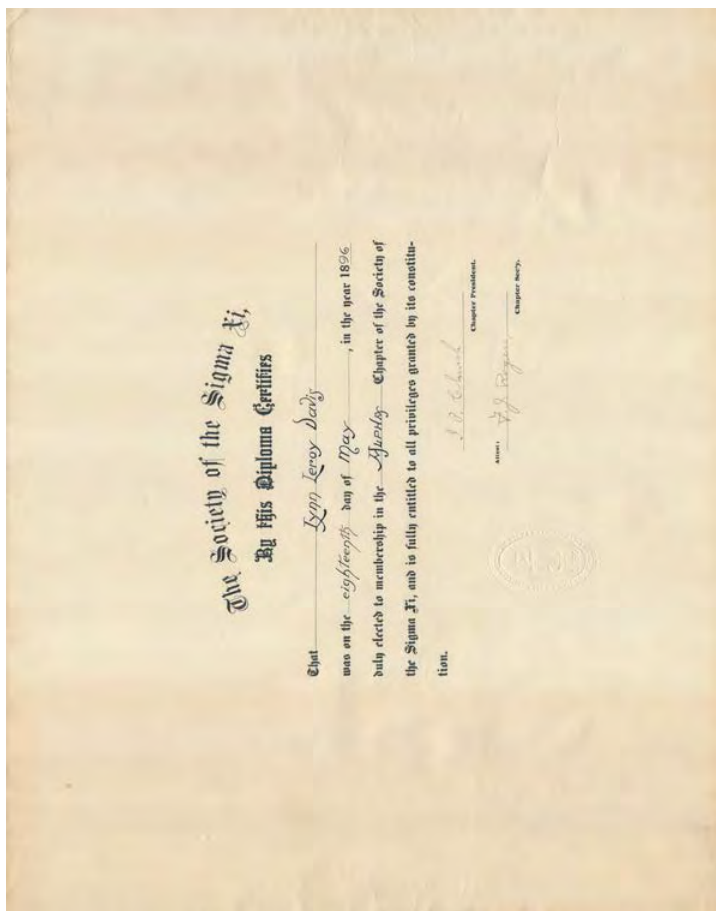 The Society of the Sigma Xi,
By this Diploma Certifies
That Lynn Leroy Davis
was on the eighteenth day of May, in the year 1896
duly elected to membership in the Alpha Chapter of the Society of
the Sigma Xi, and is fully entitled to all privileges granted by its constitu-
tion.
I. P. Church
Chapter President.
Attest: F. J. Rogers
Chapter Secy.